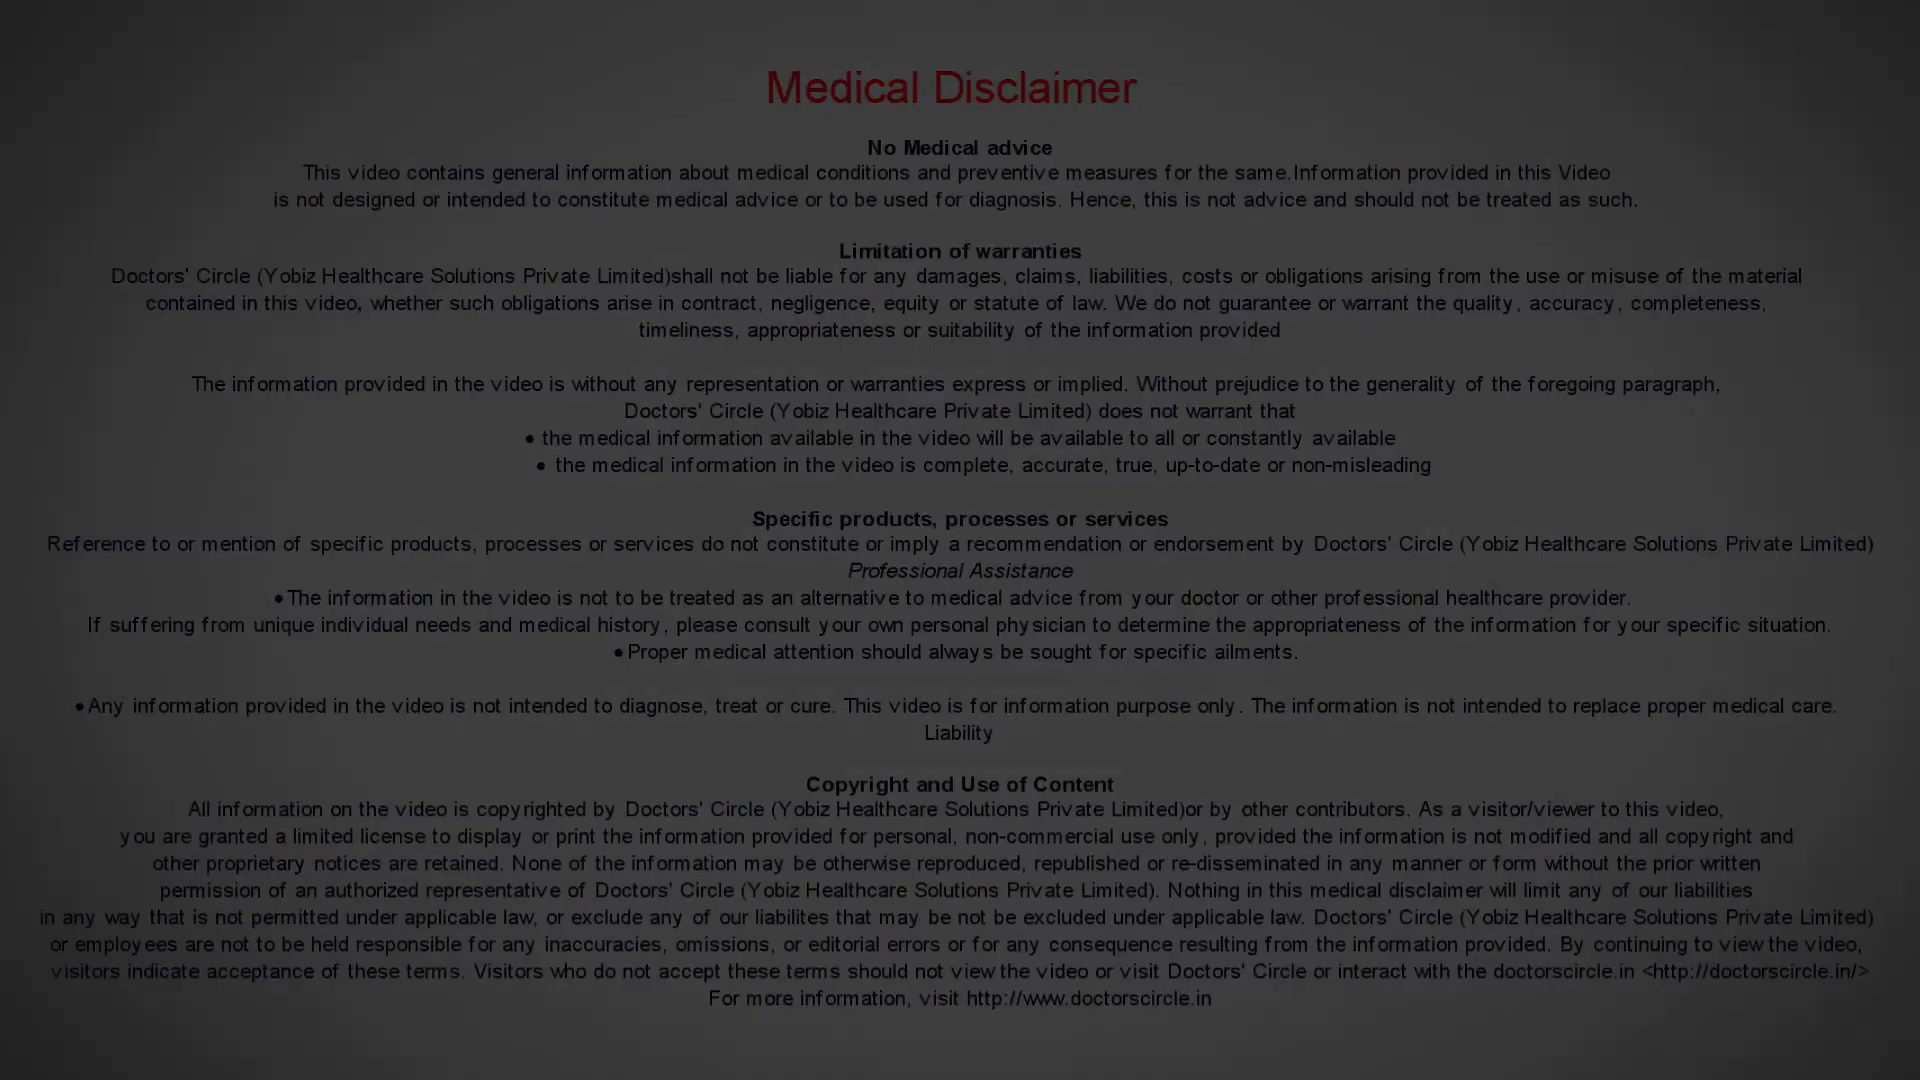 Medical Disclaimer
No Medical advice
This video contains general information about medical conditions and preventive measures for the same.Information provided in this Video
is not designed or intended to constitute medical advice or to be used for diagnosis. Hence, this is not advice and should not be treated as such.
Limitation of warranties
Doctors' Circle (Yobiz Healthcare Solutions Private Limited)shall not be liable for any damages, claims, liabilities, costs or obligations arising from the use or misuse of the material
contained in this video, whether such obligations arise in contract, negligence, equity or statute of law. We do not guarantee or warrant the quality, accuracy, completeness,
timeliness, appropriateness or suitability of the information provided
The information provided in the video is without any representation or warranties express or implied. Without prejudice to the generality of the foregoing paragraph,
Doctors' Circle (Yobiz Healthcare Private Limited) does not warrant that
• the medical information available in the video will be available to all or constantly available
• the medical information in the video is complete, accurate, true, up-to-date or non-misleading
Specific products, processes or services
Reference to or mention of specific products, processes or services do not constitute or imply a recommendation or endorsement by Doctors' Circle (Yobiz Healthcare Solutions Private Limited)
Professional Assistance
•The information in the video is not to be treated as an alternative to medical advice from your doctor or other professional healthcare provider.
If suffering from unique individual needs and medical history, please consult your own personal physician to determine the appropriateness of the information for your specific situation.
•Proper medical attention should always be sought for specific ailments.
•Any information provided in the video is not intended to diagnose, treat or cure. This video is for information purpose only. The information is not intended to replace proper medical care.
Liability
Copyright and Use of Content
All information on the video is copyrighted by Doctors' Circle (Yobiz Healthcare Solutions Private Limited)or by other contributors. As a visitor/viewer to this video,
you are granted a limited license to display or print the information provided for personal, non-commercial use only, provided the information is not modified and all copyright and
other proprietary notices are retained. None of the information may be otherwise reproduced, republished or re-disseminated in any manner or form without the prior written
permission of an authorized representative of Doctors' Circle (Yobiz Healthcare Solutions Private Limited). Nothing in this medical disclaimer will limit any of our liabilities
in any way that is not permitted under applicable law, or exclude any of our liabilites that may be not be excluded under applicable law. Doctors' Circle (Yobiz Healthcare Solutions Private Limited)
or employees are not to be held responsible for any inaccuracies, omissions, or editorial errors or for any consequence resulting from the information provided. By continuing to view the video,
visitors indicate acceptance of these terms. Visitors who do not accept these terms should not view the video or visit Doctors' Circle or interact with the doctorscircle.in <http://doctorscircle.in/>
For more information, visit http://www.doctorscircle.in